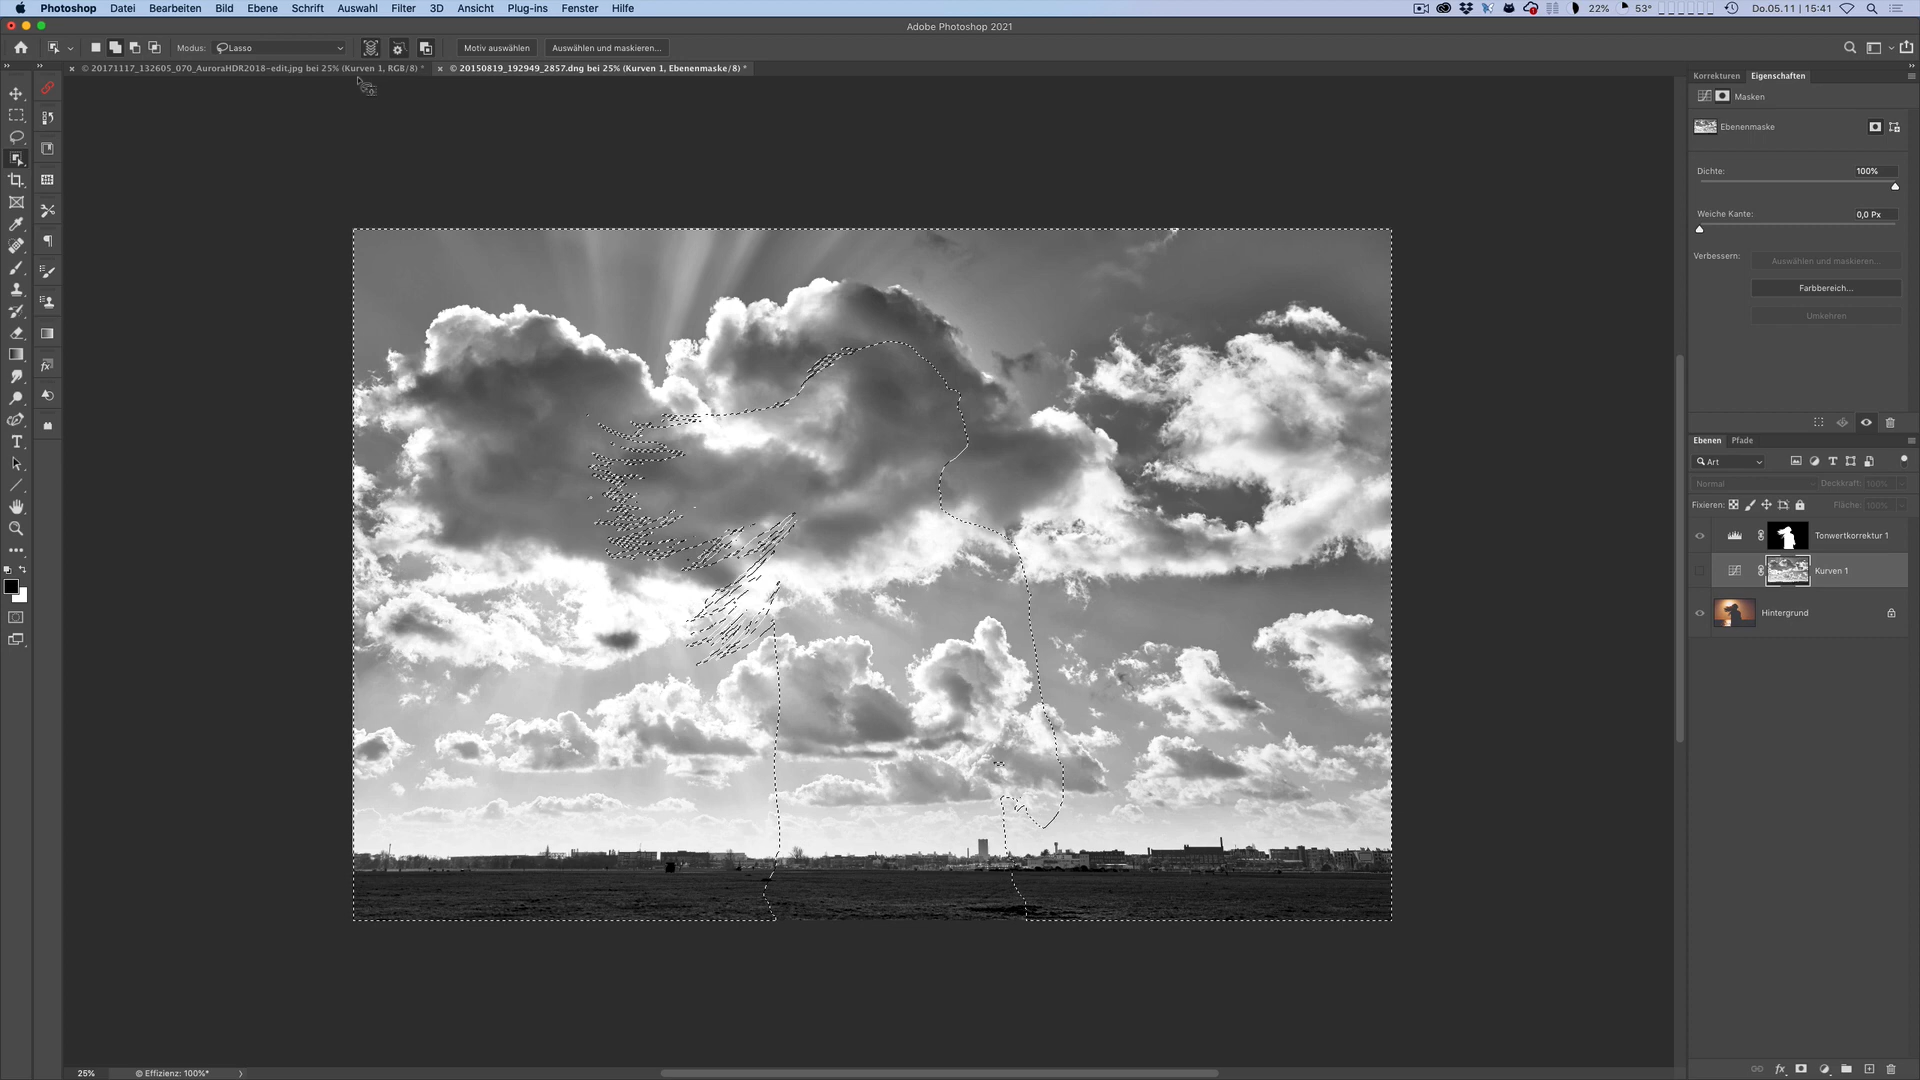 Photoshop Datei Bearbeiten Bild Ebene Schrift Auswahl Filter 3D Ansicht Plug-ins Fenster Hilfe 22% 53° Do.05.11 | 15:41
Adobe Photoshop 2021
Modus: Lasso Motiv auswählen Auswählen und maskieren...
© 20171117_132605_070_AuroraHDR2018-edit.jpg bei 25% (Kurven 1, RGB/8) * © 20150819_192949_2857.dng bei 25% (Kurven 1, Ebenenmaske/8) *
Korrekturen Eigenschaften
Masken
Ebenenmaske
Dichte: 100%
Weiche Kante: 0,0 Px
Verbessern: Auswählen und maskieren...
Farbbereich...
Umkehren
Ebenen Pfade
Art
Normal Deckkraft: 100%
Fixieren: Fläche: 100%
Tonwertkorrektur 1
Kurven 1
Hintergrund
25% Effizienz: 100%*